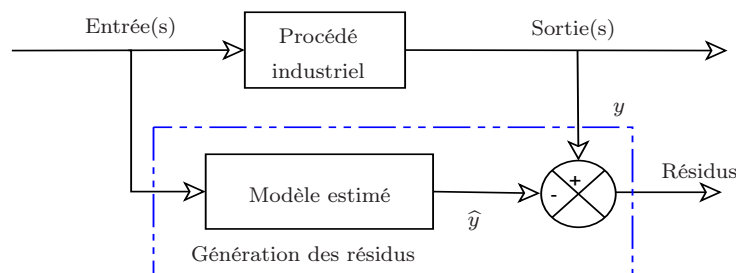 Entrée(s)
Procédé
industriel
Sortie(s)
y
Modèle estimé
+
-
Résidus
ŷ
Génération des résidus